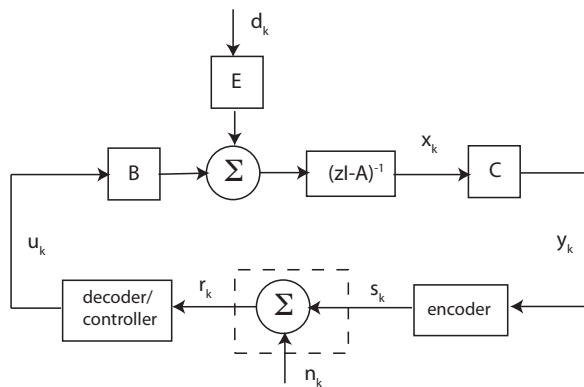 d_k
E
B
Σ
(zI-A)^-1
x_k
C
y_k
u_k
decoder/
controller
r_k
Σ
s_k
encoder
n_k